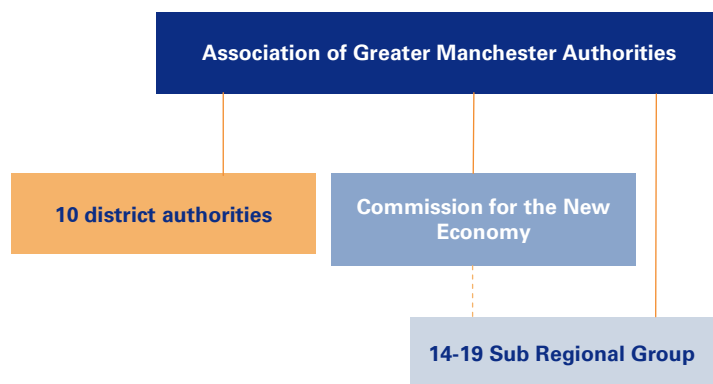 Association of Greater Manchester Authorities
10 district authorities
Commission for the New
Economy
14-19 Sub Regional Group